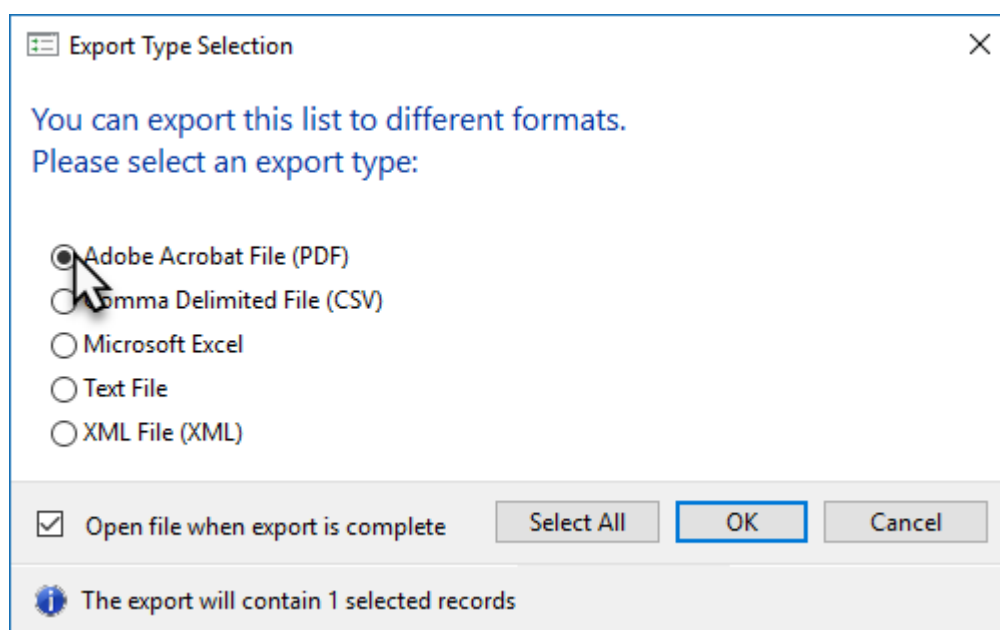 Export Type Selection
You can export this list to different formats.
Please select an export type:
Adobe Acrobat File (PDF)
Comma Delimited File (CSV)
Microsoft Excel
Text File
XML File (XML)
Open file when export is complete Select All OK Cancel
The export will contain 1 selected records